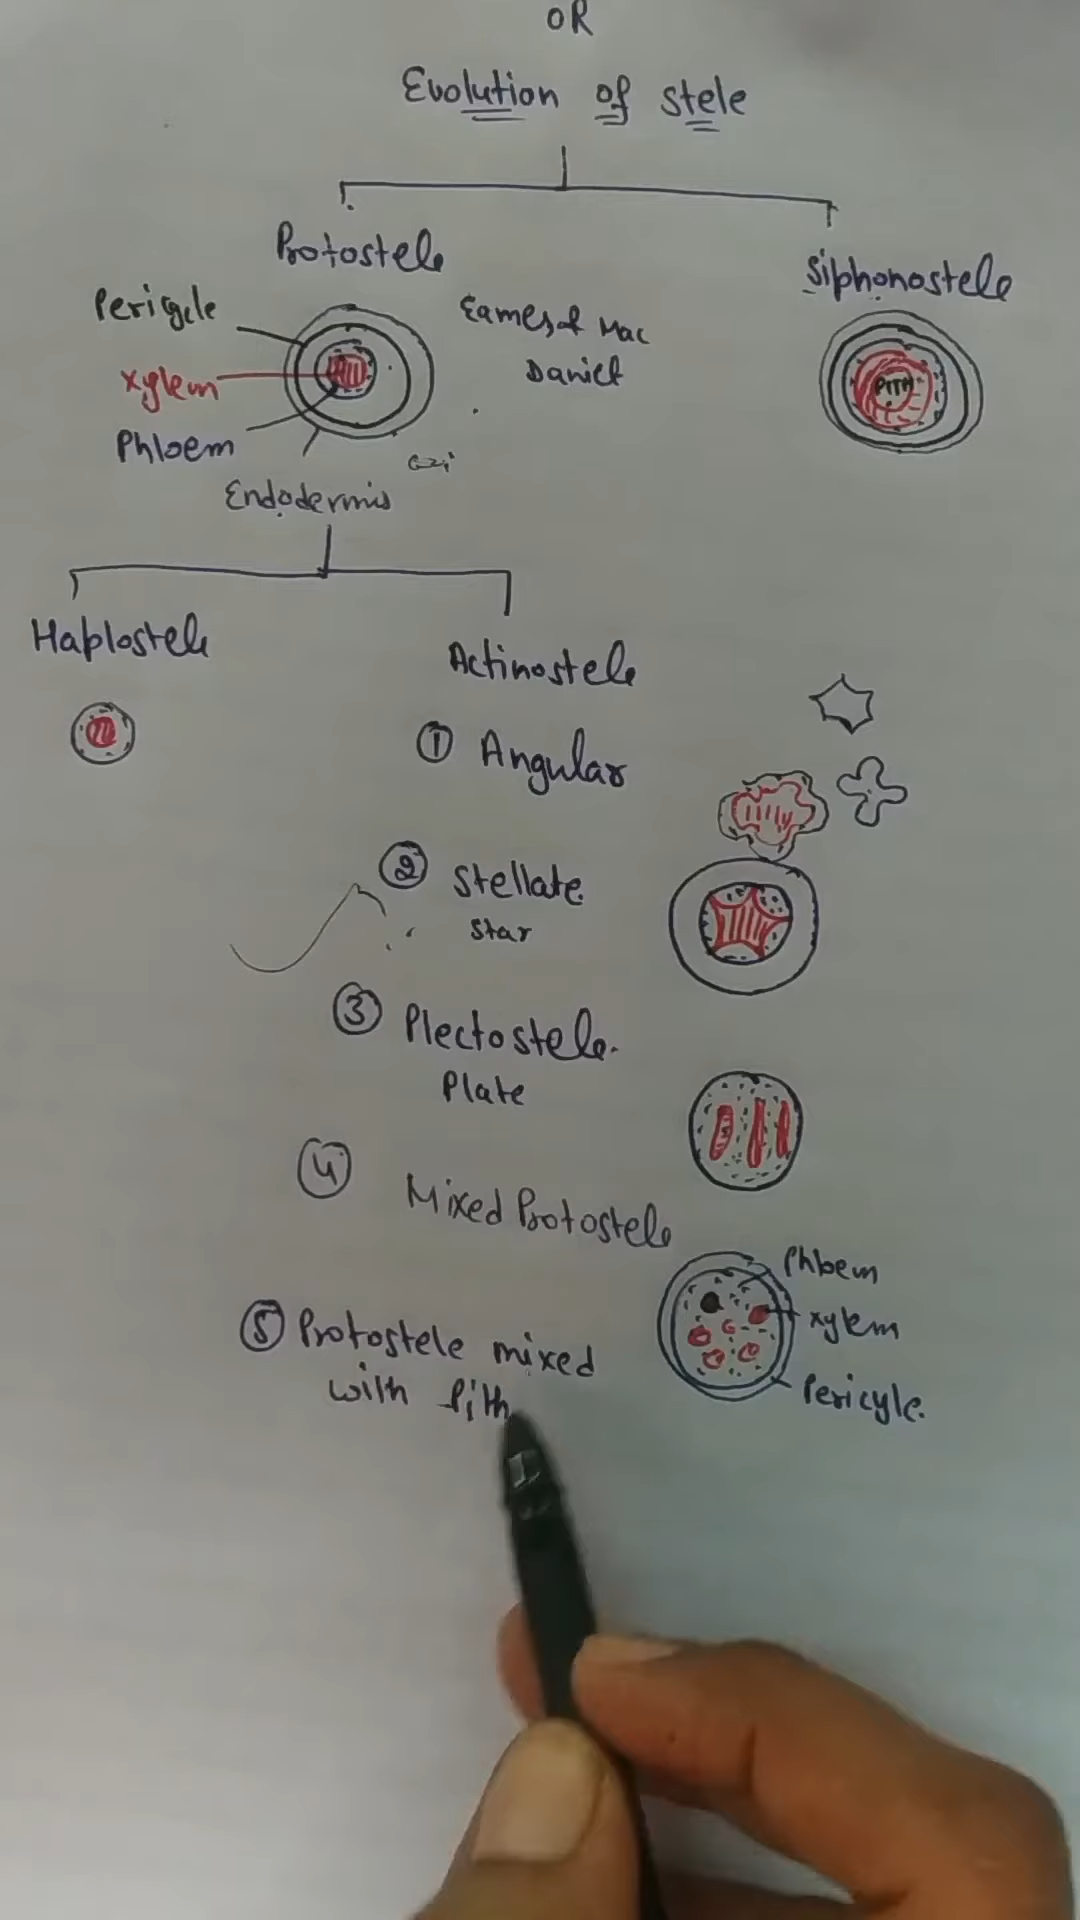 OR
Evolution of stele
Protostele
Siphonostele
Pericycle
Xylem
Phloem
Endodermis
Eames & Mac
Daniel
PITH
Haplostele
Actinostele
① Angular
② Stellate
Star
③ Plectostele.
Plate
④ Mixed Protostele
Phloem
xylem
Pericyle.
⑤ Protostele mixed
with Pith